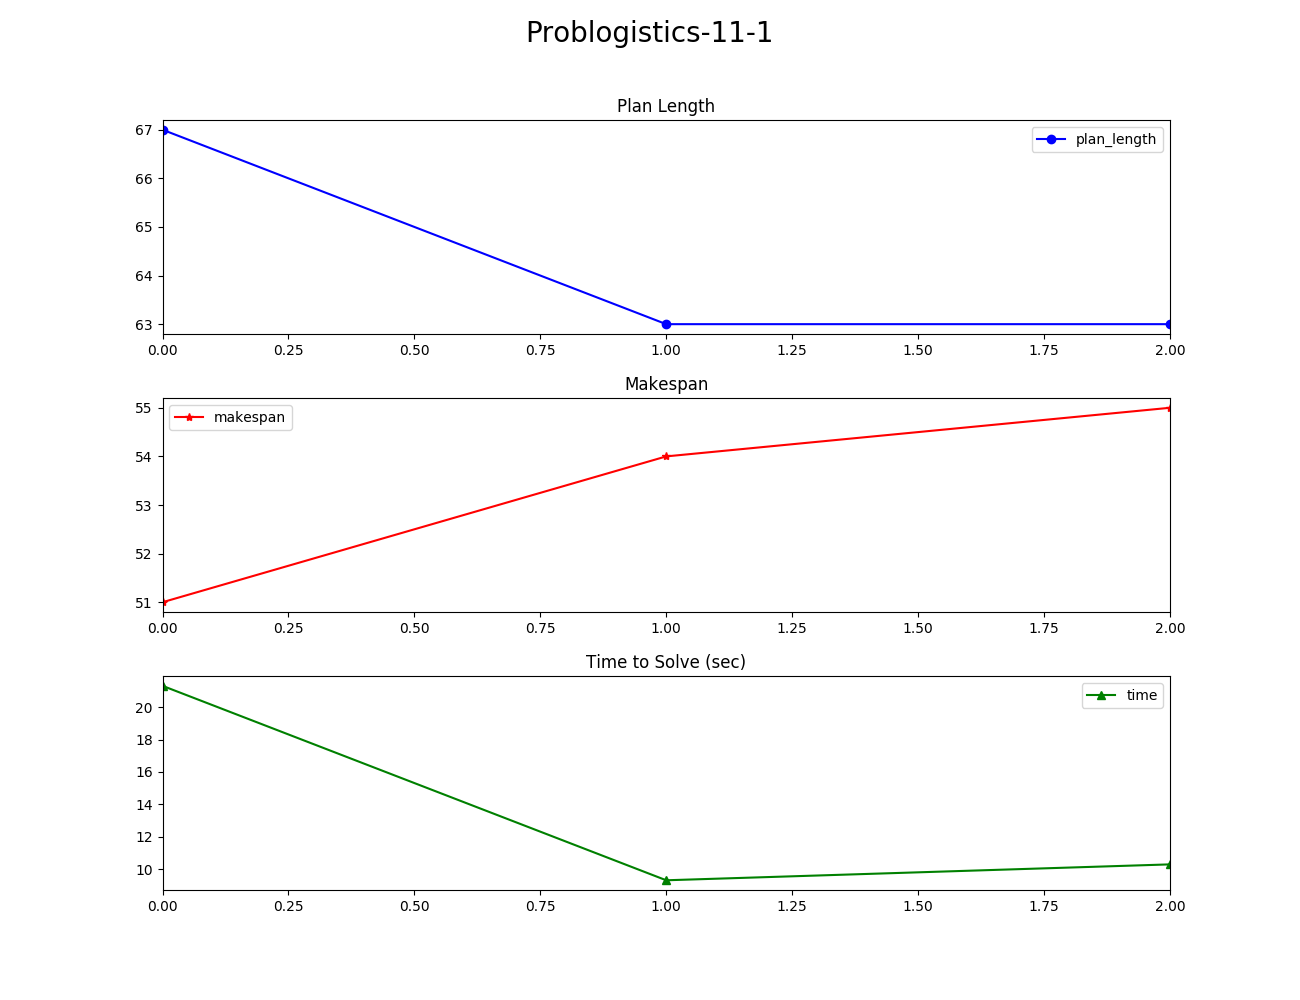 Problogistics-11-1
Plan Length
67
66
65
64
63
plan_length
0.00 0.25 0.50 0.75 1.00 1.25 1.50 1.75 2.00
Makespan
55
54
53
52
51
makespan
0.00 0.25 0.50 0.75 1.00 1.25 1.50 1.75 2.00
Time to Solve (sec)
20
18
16
14
12
10
time
0.00 0.25 0.50 0.75 1.00 1.25 1.50 1.75 2.00